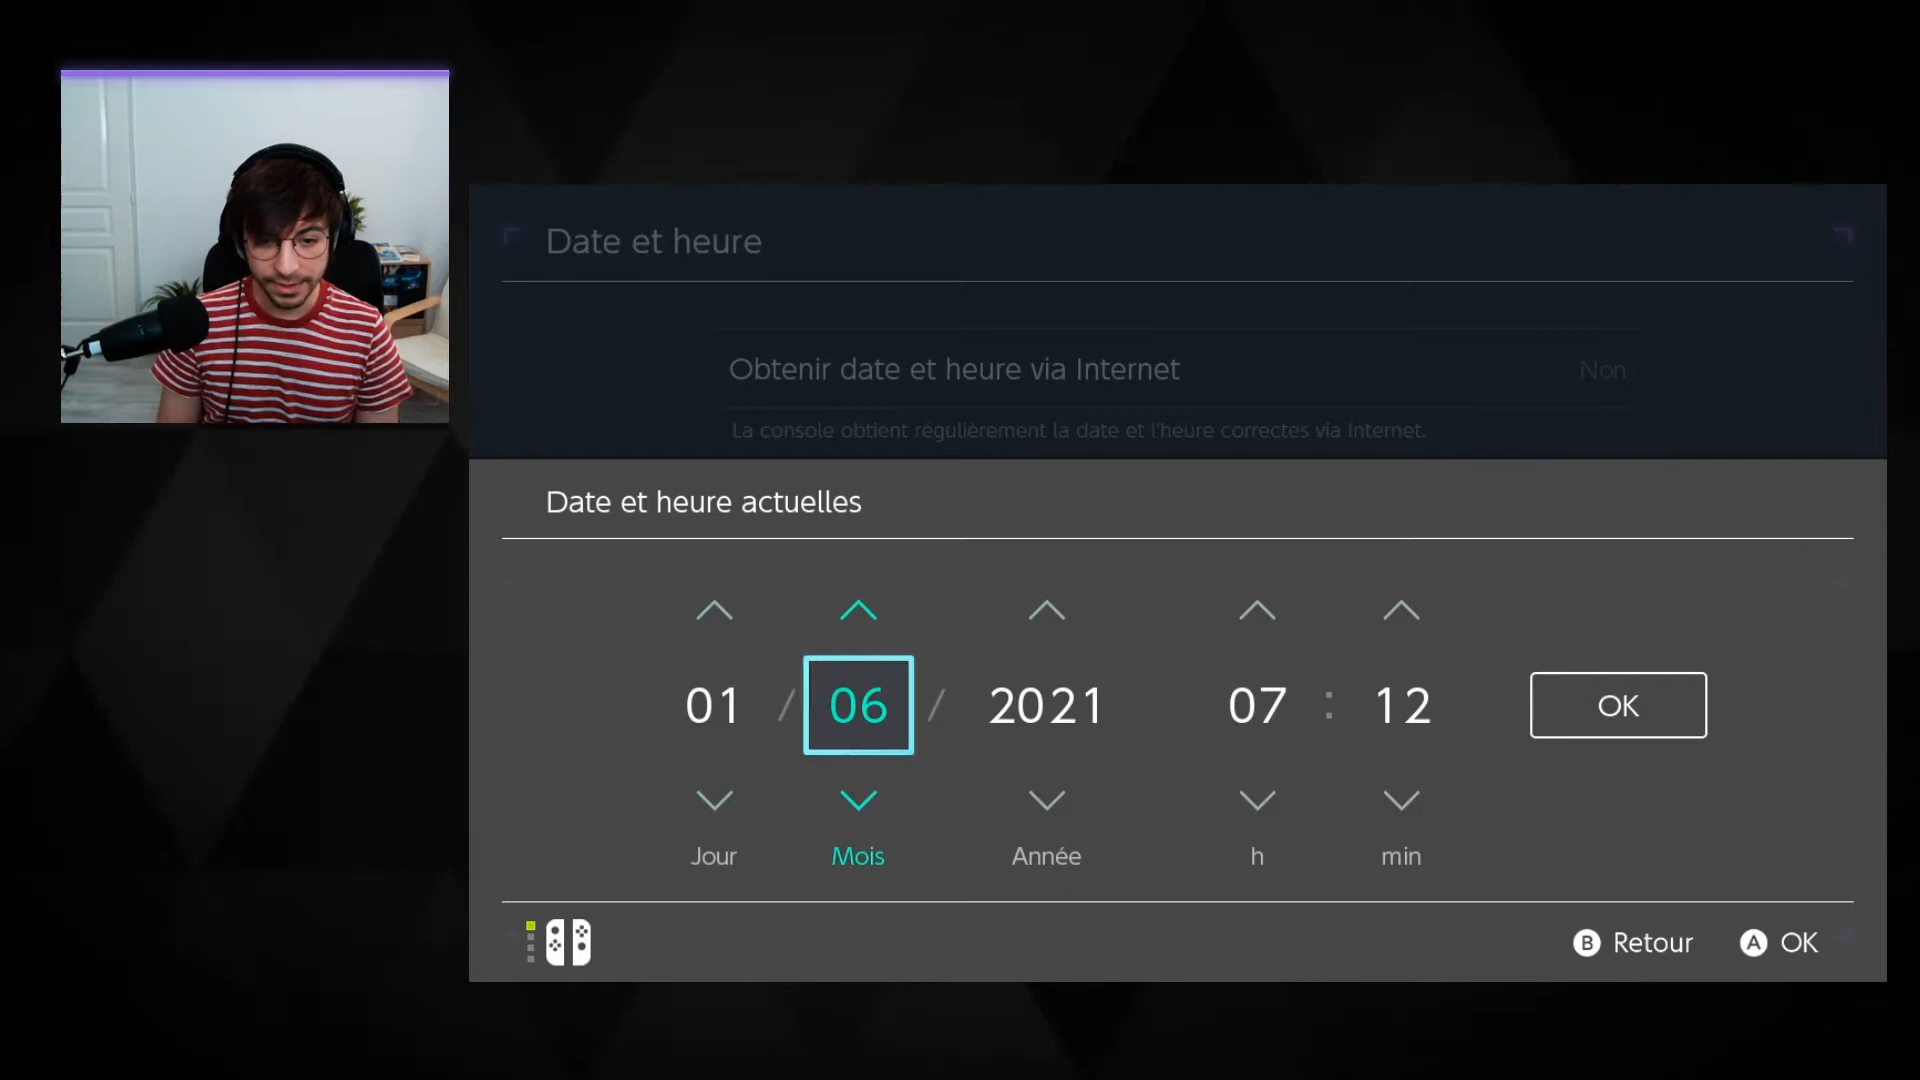 Date et heure
Obtenir date et heure via Internet Non
La console obtient régulièrement la date et l'heure correctes via Internet.
Date et heure actuelles
01 / 06 / 2021 07 : 12 OK
Jour Mois Année h min
B Retour A OK